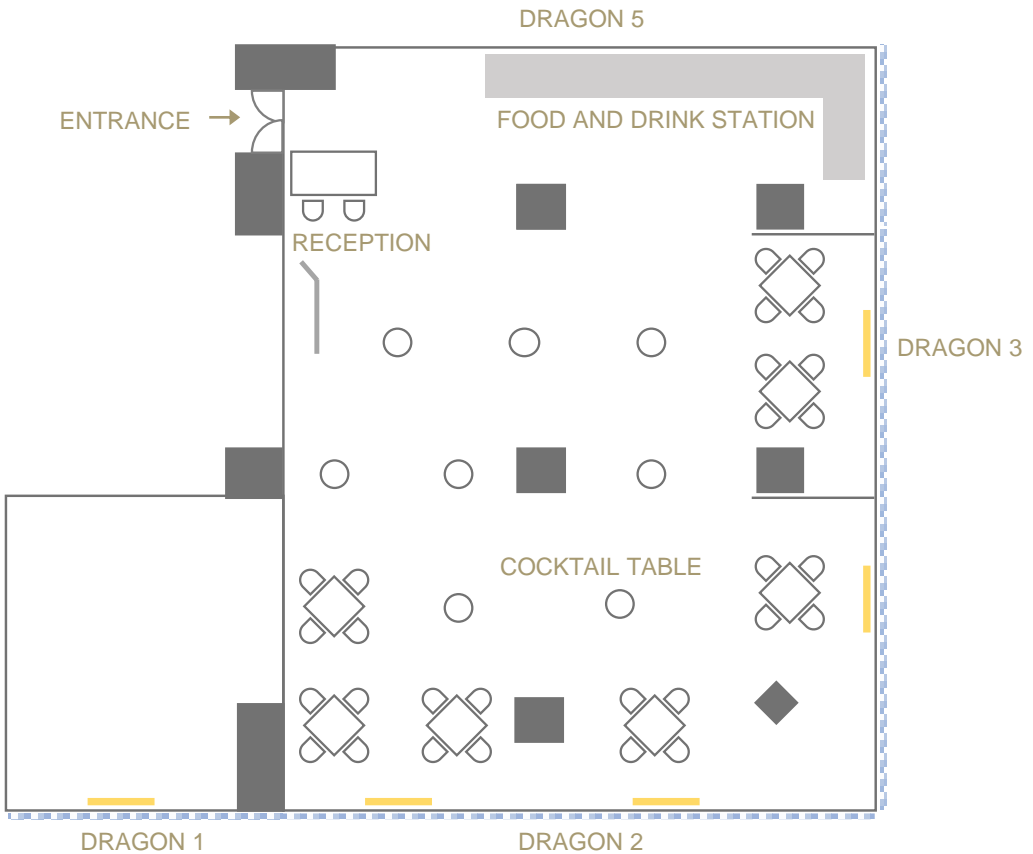 DRAGON 5
ENTRANCE
FOOD AND DRINK STATION
RECEPTION
DRAGON 3
COCKTAIL TABLE
DRAGON 1
DRAGON 2